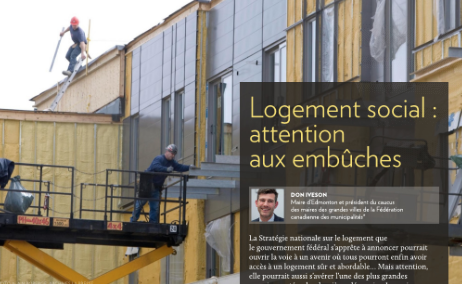 Logement social :
attention
aux embûches
DON IVESON
Maire d'Edmonton et président du caucus
des maires des grandes villes de la Fédération
canadienne des municipalités*
La Stratégie nationale sur le logement que
le gouvernement fédéral s'apprête à annoncer pourrait
ouvrir la voie à un avenir où tous pourront enfin avoir
accès à un logement sûr et abordable... Mais attention,
elle pourrait aussi s'avérer l'une des plus grandes